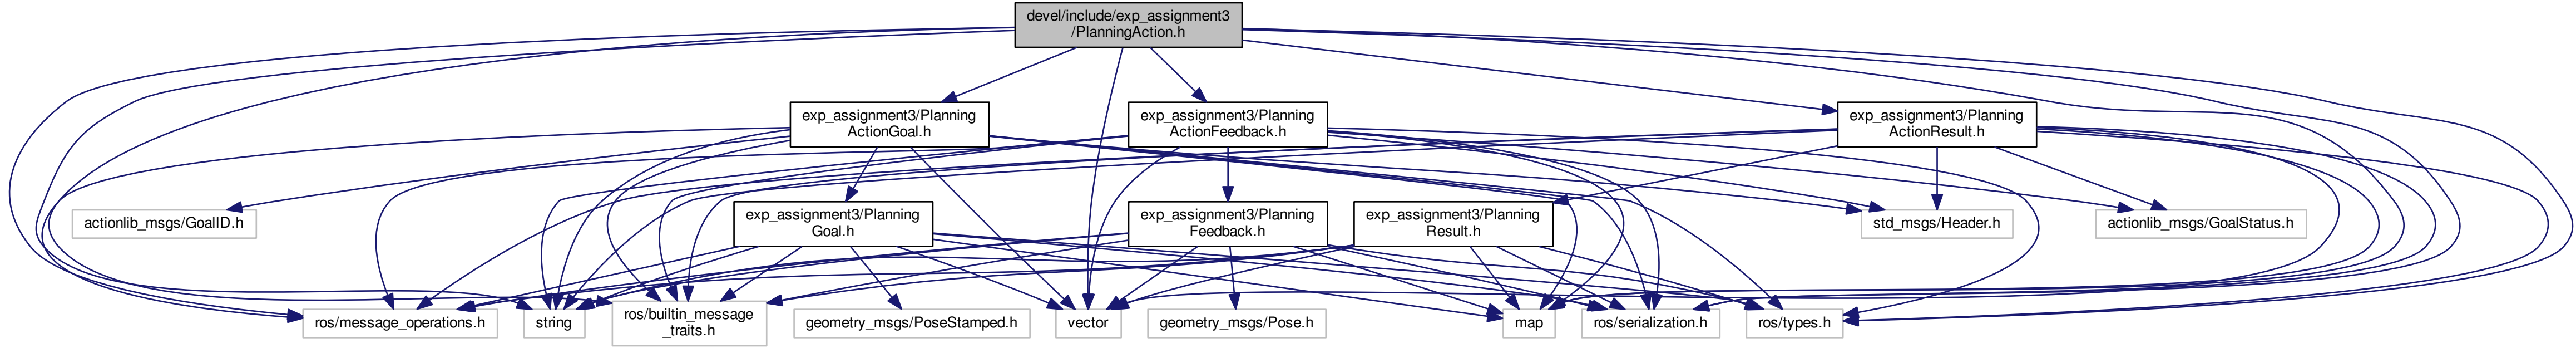 devel/include/exp_assignment3
/PlanningAction.h
exp_assignment3/Planning
ActionGoal.h
exp_assignment3/Planning
ActionFeedback.h
exp_assignment3/Planning
ActionResult.h
actionlib_msgs/GoalID.h
exp_assignment3/Planning
Goal.h
exp_assignment3/Planning
Feedback.h
exp_assignment3/Planning
Result.h
std_msgs/Header.h
actionlib_msgs/GoalStatus.h
ros/message_operations.h
string
ros/builtin_message
_traits.h
geometry_msgs/PoseStamped.h
vector
geometry_msgs/Pose.h
map
ros/serialization.h
ros/types.h